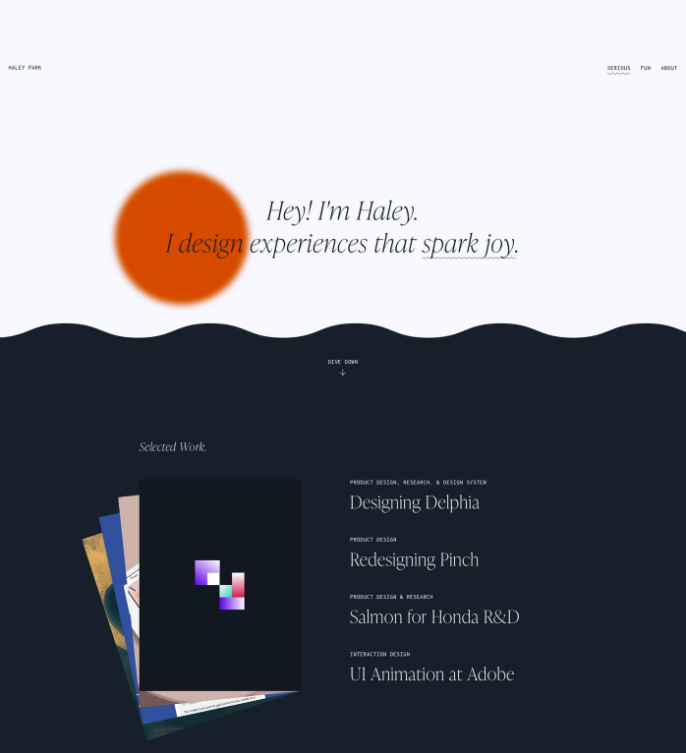 HALEY PARK
SERIOUS FUN ABOUT
Hey! I'm Haley.
I design experiences that spark joy.
DIVE DOWN
Selected Work.
PRODUCT DESIGN, RESEARCH, & DESIGN SYSTEM
Designing Delphia
PRODUCT DESIGN
Redesigning Pinch
PRODUCT DESIGN & RESEARCH
Salmon for Honda R&D
INTERACTION DESIGN
UI Animation at Adobe